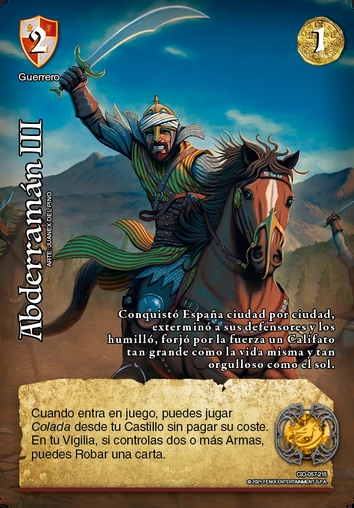 2
1
Guerrero
Abderramán III
ARTE: JUANEX DEL PINO
Conquistó España ciudad por ciudad,
exterminó a sus defensores y los
humilló, forjó por la fuerza un Califato
tan grande como la vida misma y tan
orgulloso como el sol.
Cuando entra en juego, puedes jugar
Colada desde tu Castillo sin pagar su coste.
En tu Vigilia, si controlas dos o más Armas,
puedes Robar una carta.
CID-057-215
© 2021 FENIX ENTERTAINMENT S.P.A.